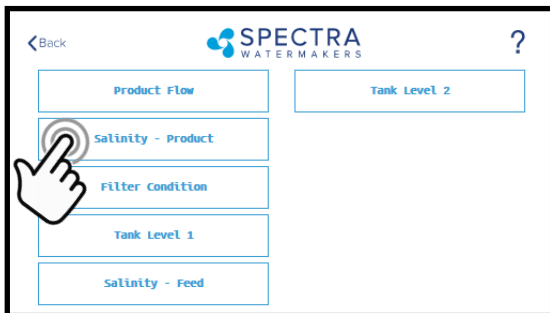 Back
SPECTRA
WATERMAKERS
?
Product Flow
Tank Level 2
Salinity - Product
Filter Condition
Tank Level 1
Salinity - Feed